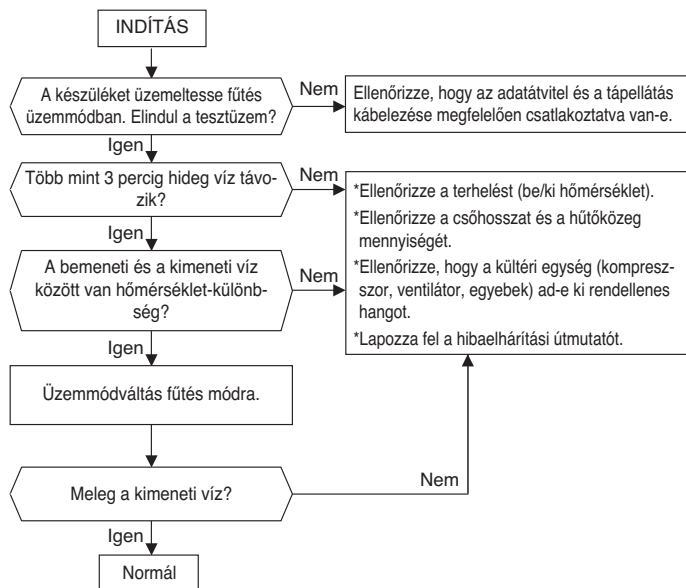 INDÍTÁS
A készüléket üzemeltesse fűtés
üzemmódban. Elindul a tesztüzem?
Nem
Ellenőrizze, hogy az adatátvitel és a tápellátás
kábelezése megfelelően csatlakoztatva van-e.
Igen
Több mint 3 percig hideg víz távo-
zik?
Nem
*Ellenőrizze a terhelést (be/ki hőmérséklet).
*Ellenőrizze a csőhosszat és a hűtőközeg
mennyiségét.
*Ellenőrizze, hogy a kültéri egység (kompresz-
szor, ventilátor, egyebek) ad-e ki rendellenes
hangot.
*Lapozza fel a hibaelhárítási útmutatót.
Igen
A bemeneti és a kimeneti víz
között van hőmérséklet-különb-
ség?
Nem
Igen
Üzemmódváltás fűtés módra.
Meleg a kimeneti víz?
Nem
Igen
Normál